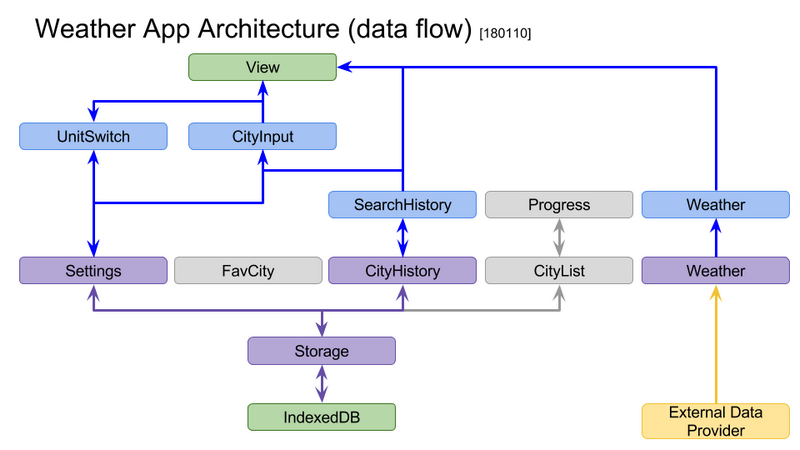 Weather App Architecture (data flow) [180110]
View
UnitSwitch
CityInput
SearchHistory
Progress
Weather
Settings
FavCity
CityHistory
CityList
Weather
Storage
IndexedDB
External Data
Provider